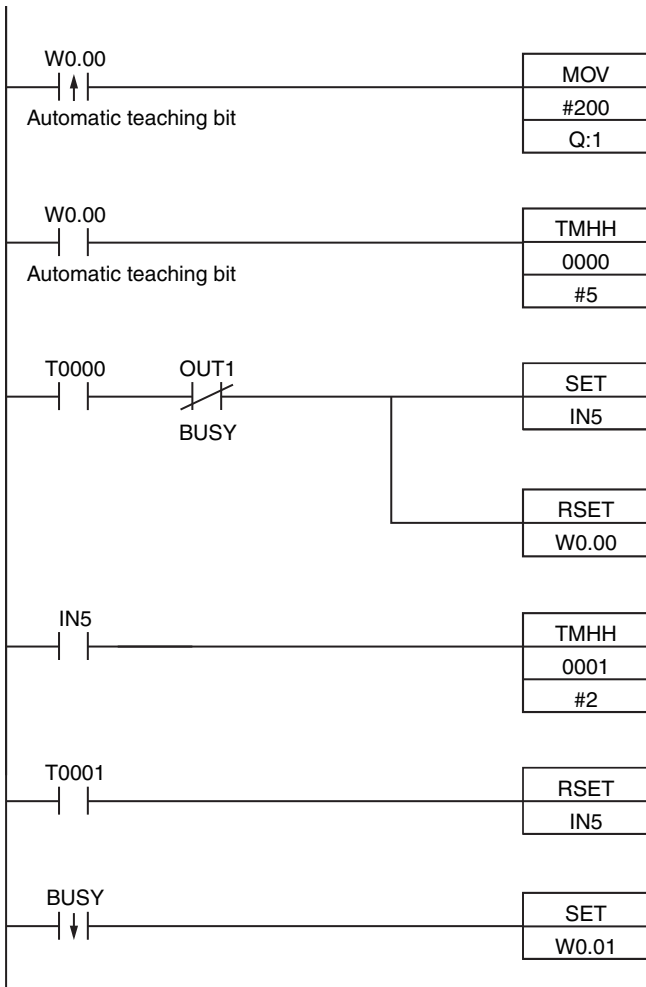 W0.00
MOV
#200
Q:1
Automatic teaching bit
W0.00
TMHH
0000
#5
Automatic teaching bit
T0000 OUT1
SET
IN5
BUSY
RSET
W0.00
IN5
TMHH
0001
#2
T0001
RSET
IN5
BUSY
SET
W0.01